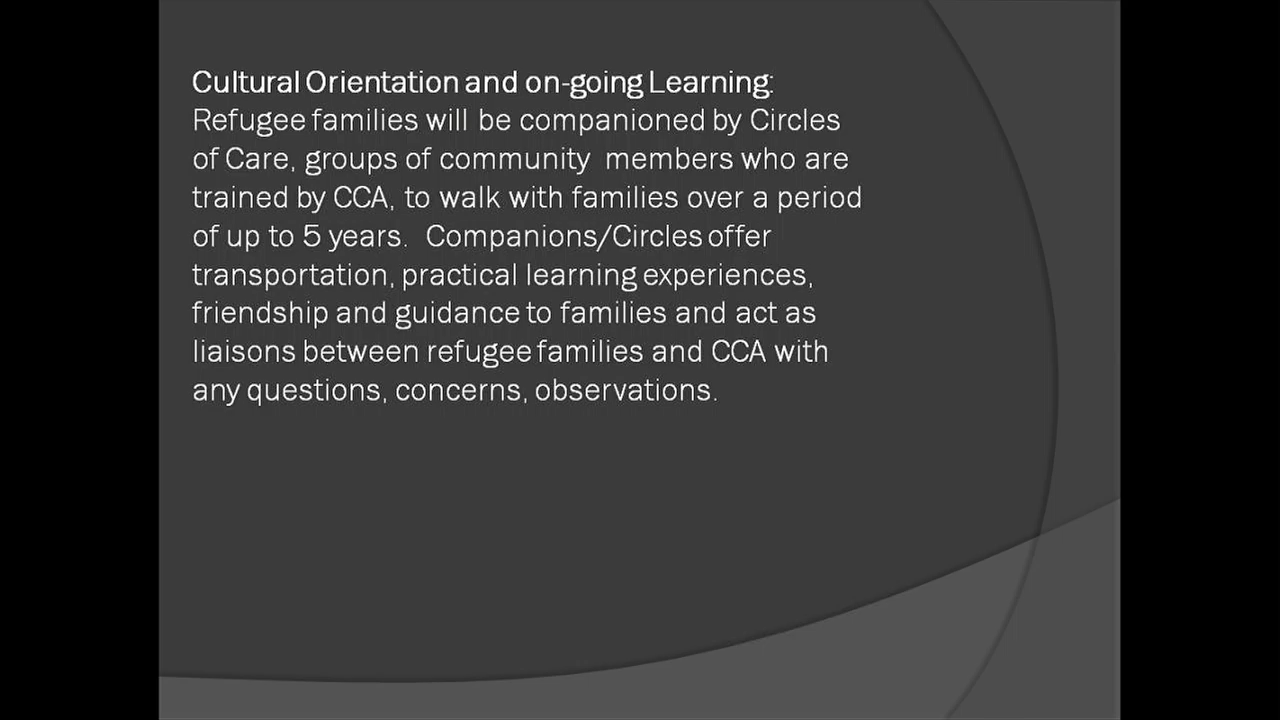 Cultural Orientation and on-going Learning:
Refugee families will be companioned by Circles
of Care, groups of community members who are
trained by CCA, to walk with families over a period
of up to 5 years. Companions/Circles offer
transportation, practical learning experiences,
friendship and guidance to families and act as
liaisons between refugee families and CCA with
any questions, concerns, observations.